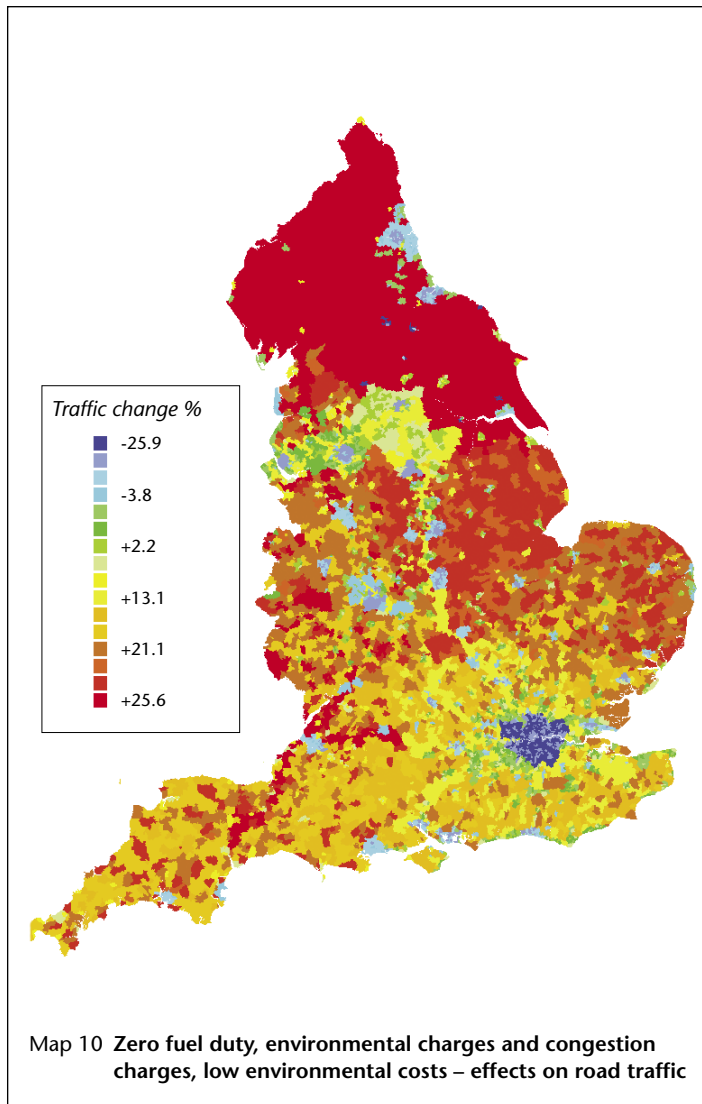 Traffic change %
-25.9
-3.8
+2.2
+13.1
+21.1
+25.6
Map 10 Zero fuel duty, environmental charges and congestion
charges, low environmental costs – effects on road traffic